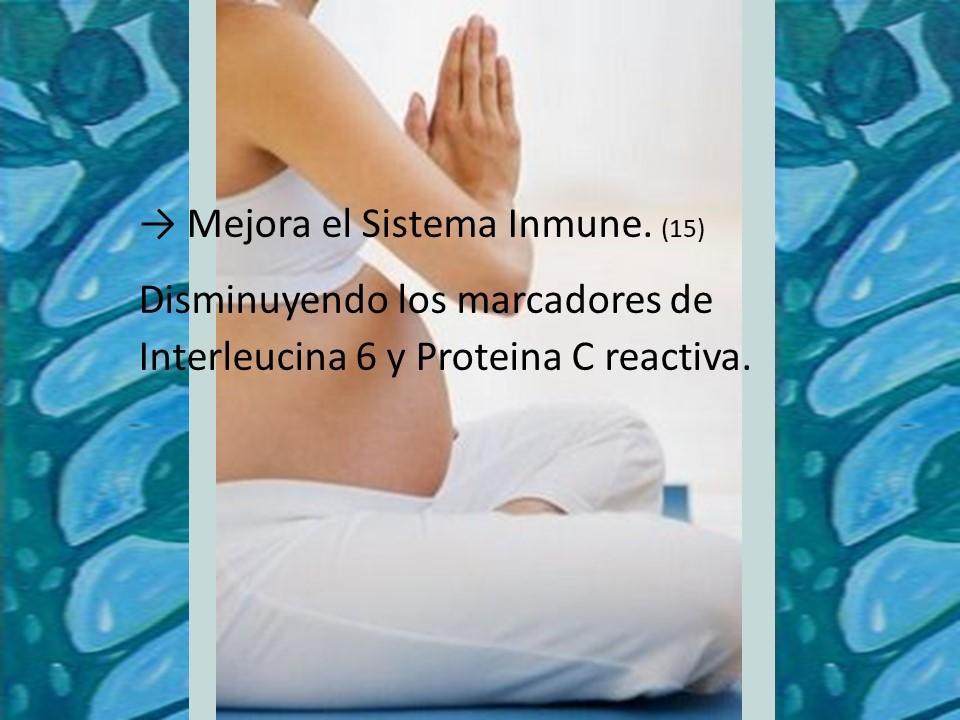 → Mejora el Sistema Inmune. (15)
Disminuyendo los marcadores de
Interleucina 6 y Proteina C reactiva.